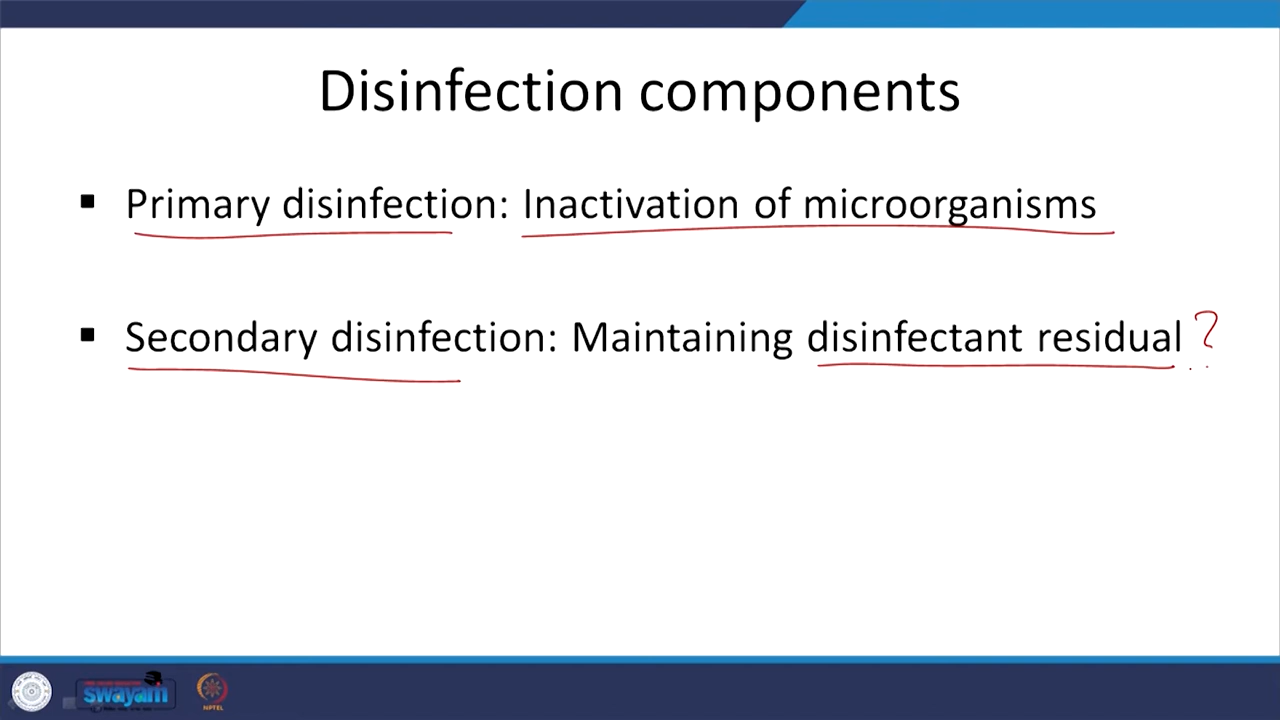 Disinfection components
▪ Primary disinfection: Inactivation of microorganisms
▪ Secondary disinfection: Maintaining disinfectant residual ?
swayam
NPTEL